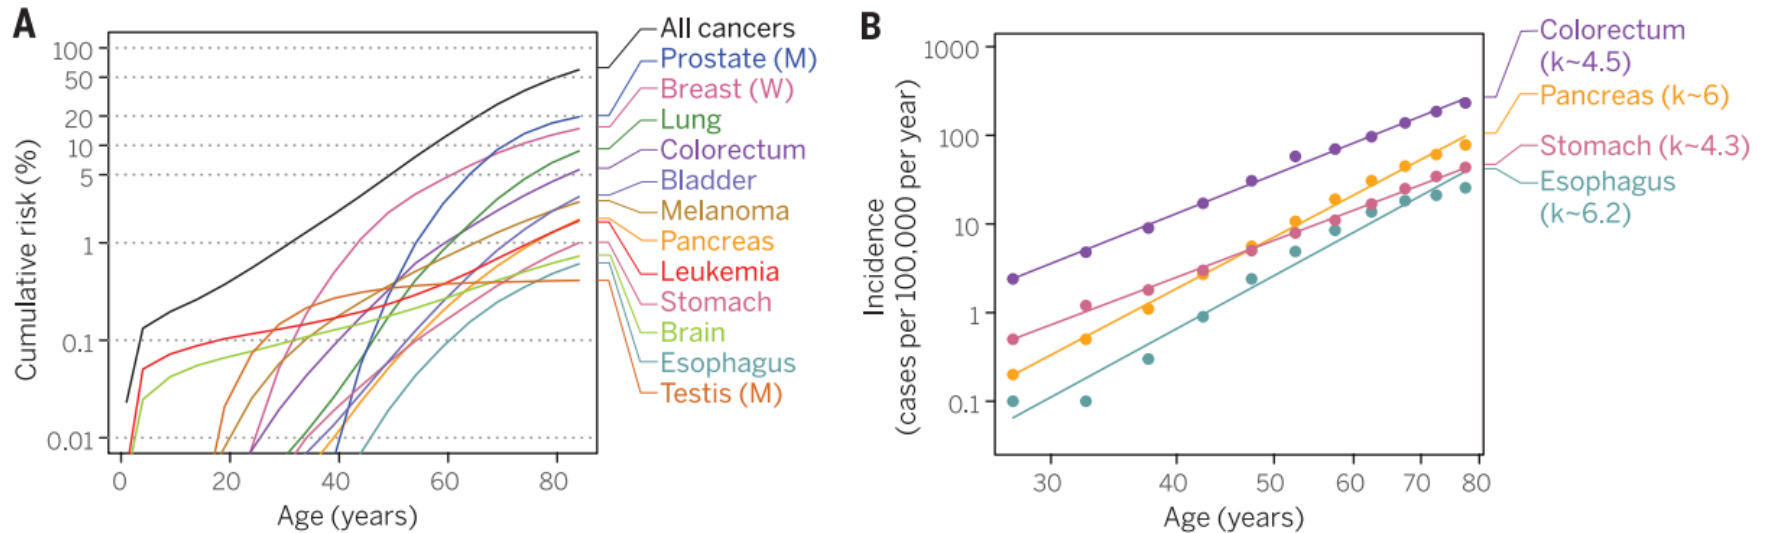 A
Cumulative risk (%)
100
50
20
10
5
1
0.1
0.01
0
20
40
60
80
Age (years)
All cancers
Prostate (M)
Breast (W)
Lung
Colorectum
Bladder
Melanoma
Pancreas
Leukemia
Stomach
Brain
Esophagus
Testis (M)
B
Incidence
(cases per 100,000 per year)
1000
100
10
1
0.1
30
40
50
60
70
80
Age (years)
Colorectum
(k~4.5)
Pancreas (k~6)
Stomach (k~4.3)
Esophagus
(k~6.2)